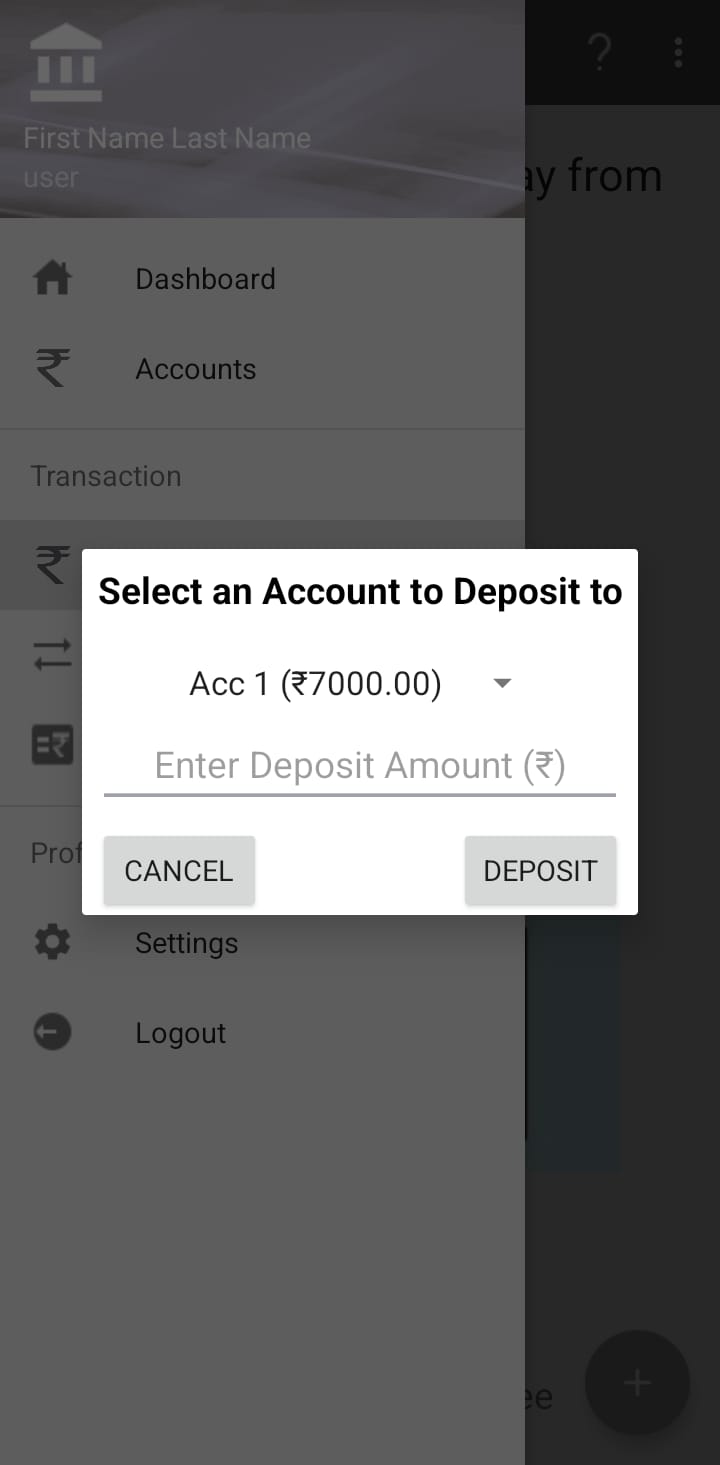 ?
First Name Last Name
user
ay from
Dashboard
₹ Accounts
Transaction
₹
Select an Account to Deposit to
Acc 1 (₹7000.00)
₹
Enter Deposit Amount (₹)
Prof
CANCEL DEPOSIT
Settings
Logout
ee
+